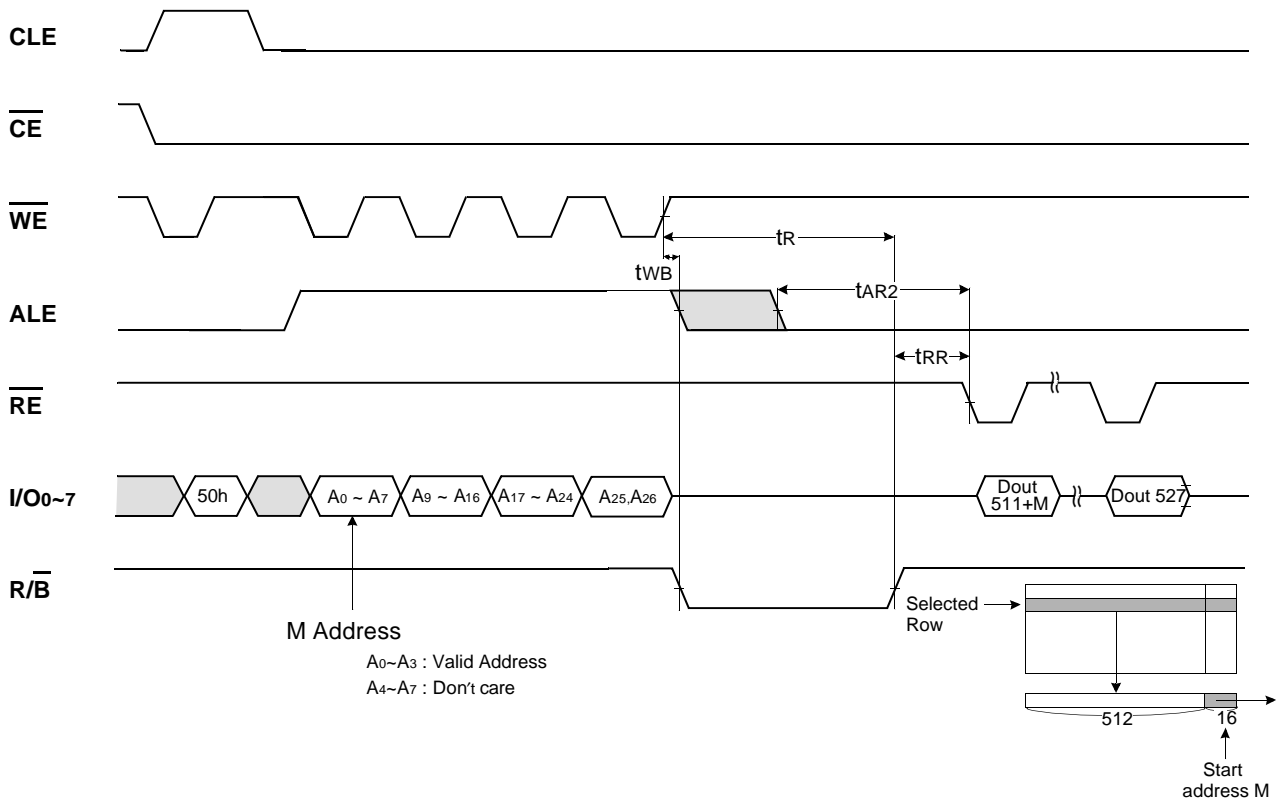 CLE
CE
WE
tR
tWB
tAR2
ALE
tRR
RE
I/O0~7
50h
A0 ~ A7
A9 ~ A16
A17 ~ A24
A25,A26
Dout
511+M
Dout 527
R/B
Selected
Row
M Address
A0~A3 : Valid Address
A4~A7 : Don't care
512
16
Start
address M